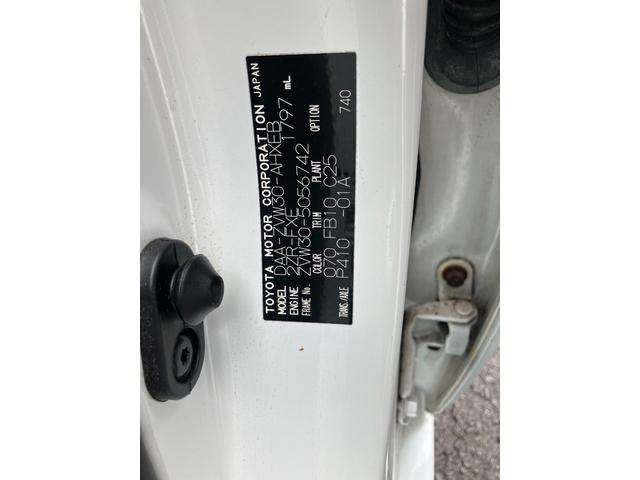 TOYOTA MOTOR CORPORATION JAPAN
MODEL DAA-ZVW30-AHXEB
ENGINE 2ZR-FXE 1797 mL
FRAME No. ZVW30-5056742
COLOR TRIM PLANT OPTION
070 FB10 C25
TRANS./AXLE P410 -01A 740